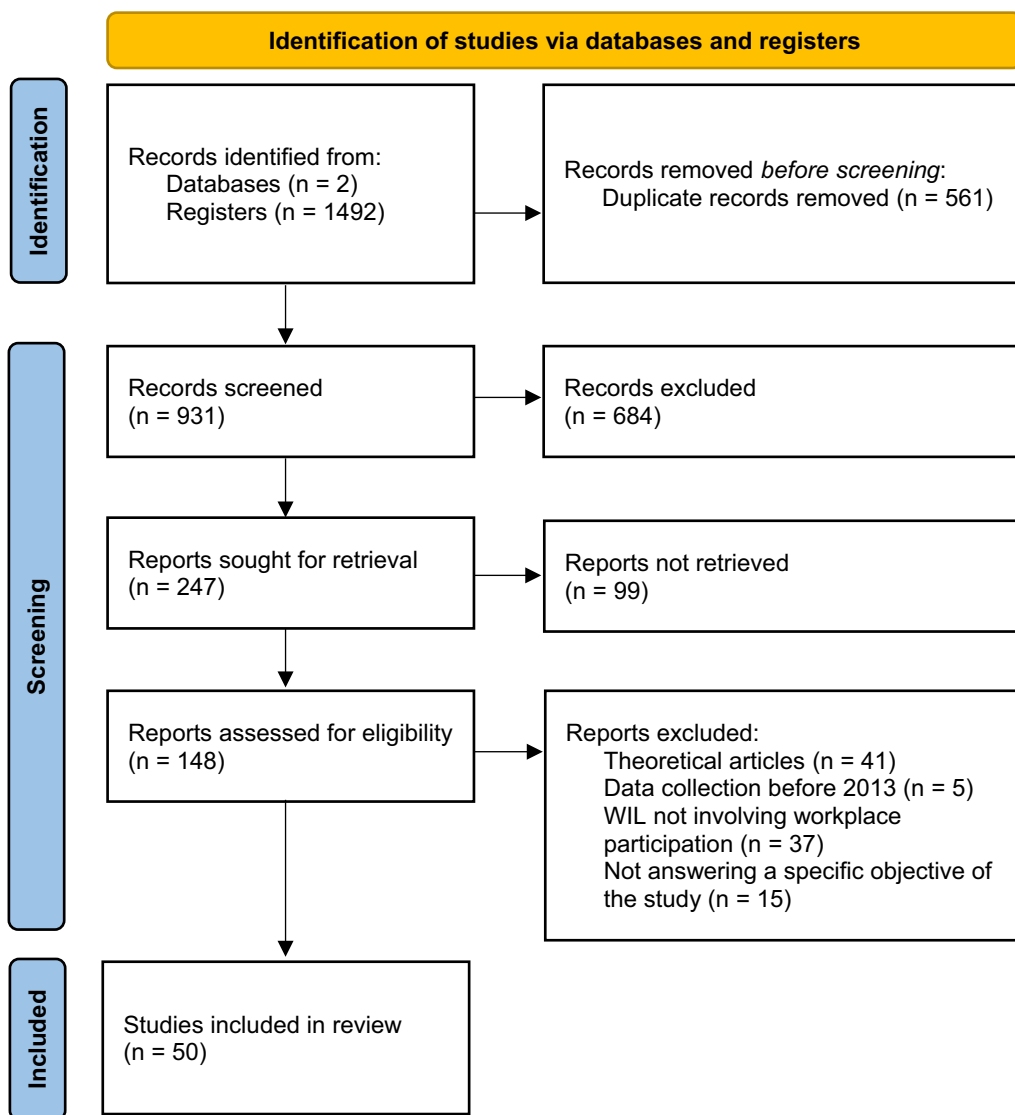 Identification of studies via databases and registers
Identification
Records identified from:
Databases (n = 2)
Registers (n = 1492)
Records removed before screening:
Duplicate records removed (n = 561)
Screening
Records screened
(n = 931)
Records excluded
(n = 684)
Reports sought for retrieval
(n = 247)
Reports not retrieved
(n = 99)
Reports assessed for eligibility
(n = 148)
Reports excluded:
Theoretical articles (n = 41)
Data collection before 2013 (n = 5)
WIL not involving workplace
participation (n = 37)
Not answering a specific objective of
the study (n = 15)
Included
Studies included in review
(n = 50)